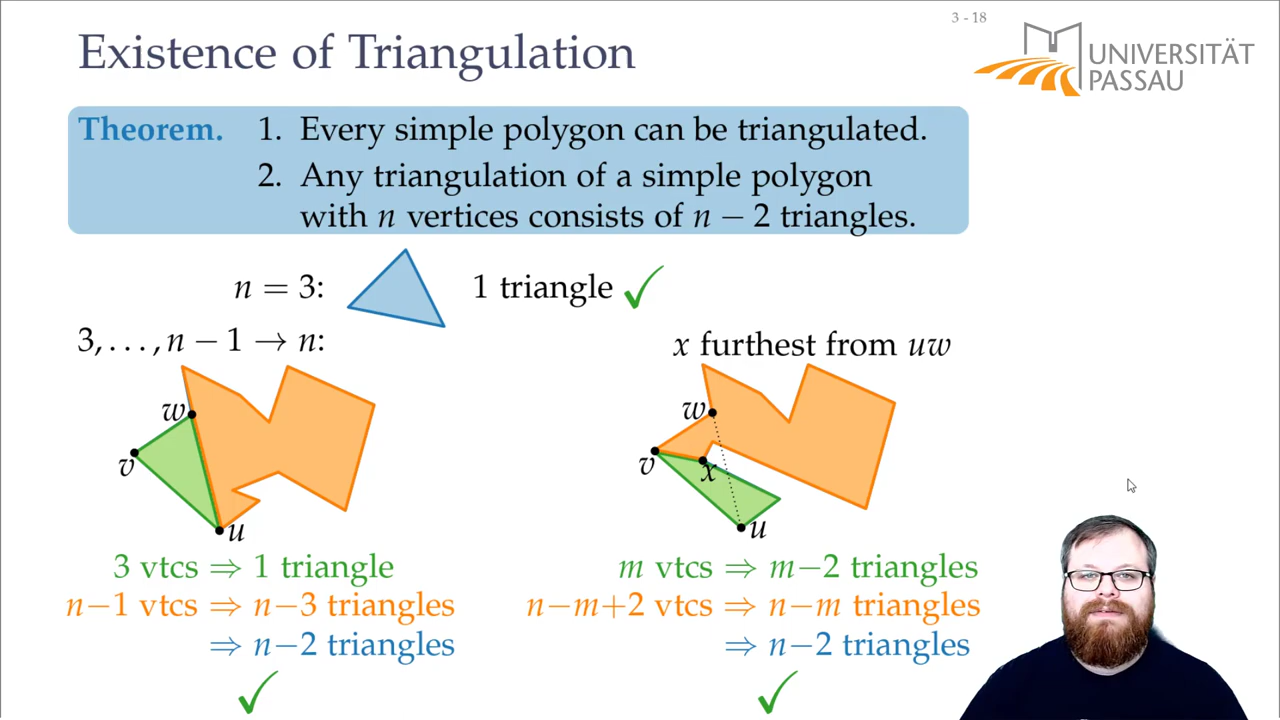 3 - 18
Existence of Triangulation
UNIVERSITÄT
PASSAU
Theorem. 1. Every simple polygon can be triangulated.
2. Any triangulation of a simple polygon
with n vertices consists of n − 2 triangles.
n = 3:
1 triangle ✓
3, . . . , n − 1 → n:
x furthest from uw
w
v
u
w
v
x
u
3 vtcs ⇒ 1 triangle
n−1 vtcs ⇒ n−3 triangles
⇒ n−2 triangles
✓
m vtcs ⇒ m−2 triangles
n−m+2 vtcs ⇒ n−m triangles
⇒ n−2 triangles
✓